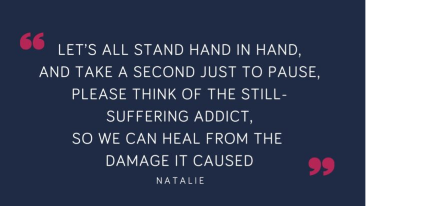 “ LET’S ALL STAND HAND IN HAND,
AND TAKE A SECOND JUST TO PAUSE,
PLEASE THINK OF THE STILL-
SUFFERING ADDICT,
SO WE CAN HEAL FROM THE
DAMAGE IT CAUSED ”
NATALIE